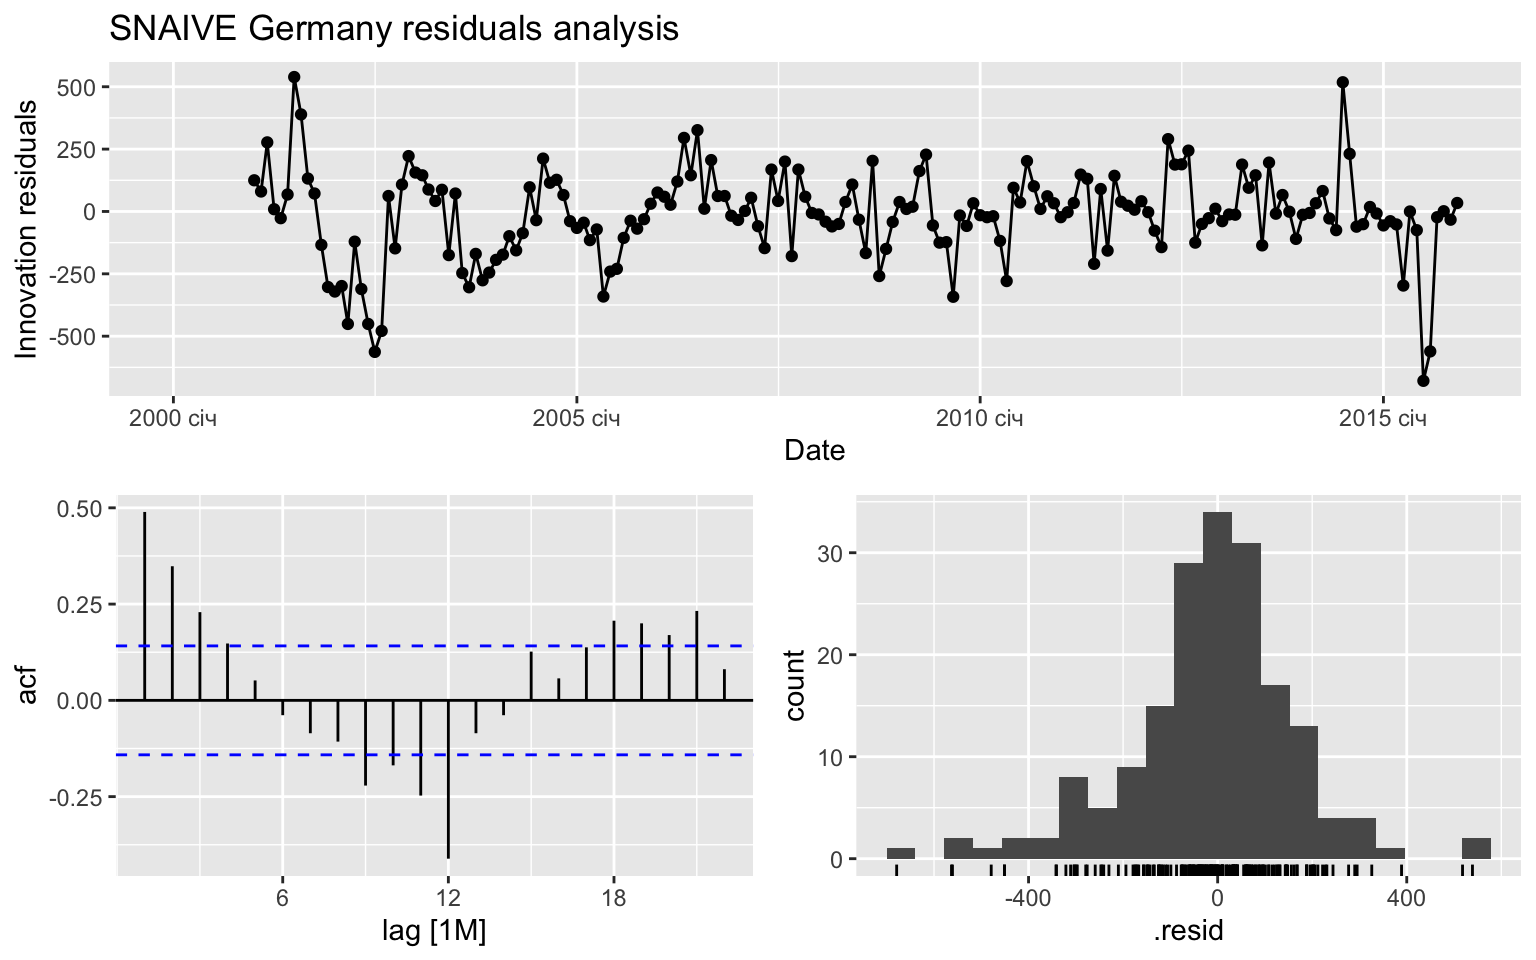 SNAIVE Germany residuals analysis
Innovation residuals
500
250
0
-250
-500
2000 січ
2005 січ
2010 січ
2015 січ
Date
acf
0.50
0.25
0.00
-0.25
6
12
18
lag [1M]
count
30
20
10
0
-400
0
400
.resid